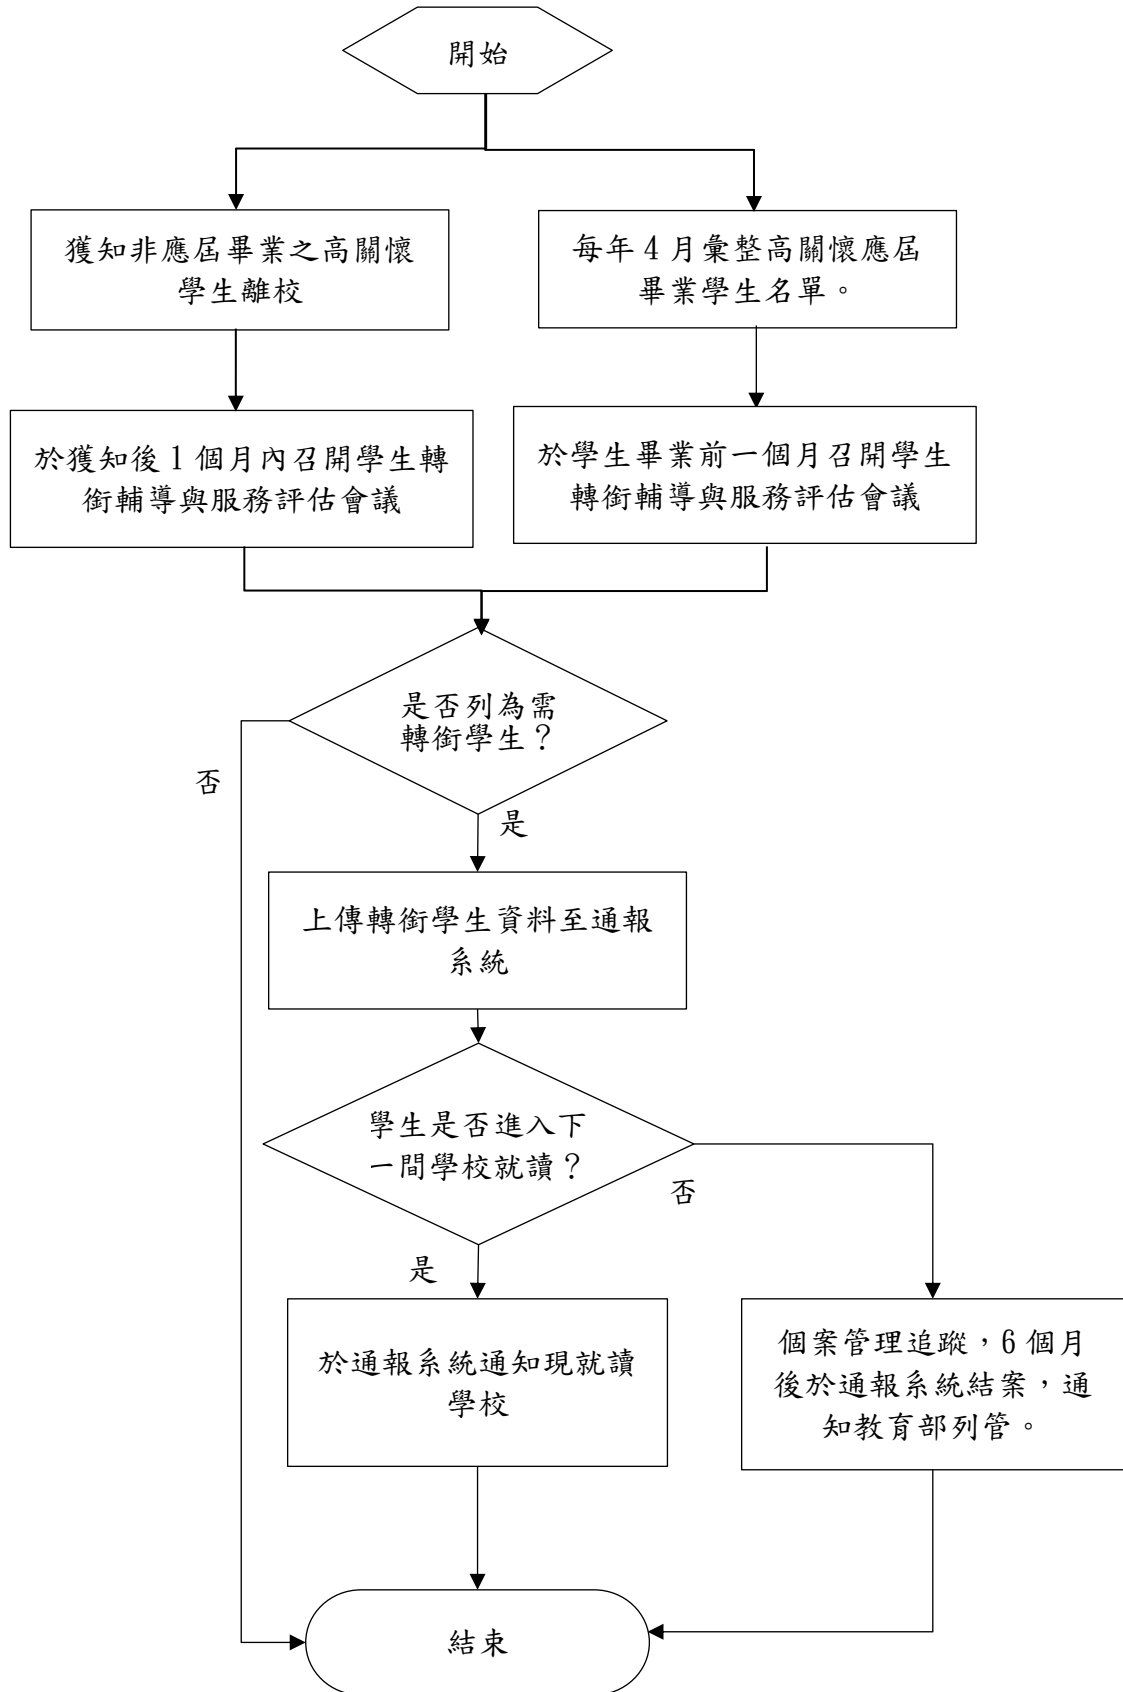 開始
獲知非應屆畢業之高關懷
學生離校
每年 4 月彙整高關懷應屆
畢業學生名單。
於獲知後 1 個月內召開學生轉
銜輔導與服務評估會議
於學生畢業前一個月召開學生
轉銜輔導與服務評估會議
是否列為需
轉銜學生？
否
是
上傳轉銜學生資料至通報
系統
學生是否進入下
一間學校就讀？
否
是
於通報系統通知現就讀
學校
個案管理追蹤，6 個月
後於通報系統結案，通
知教育部列管。
結束